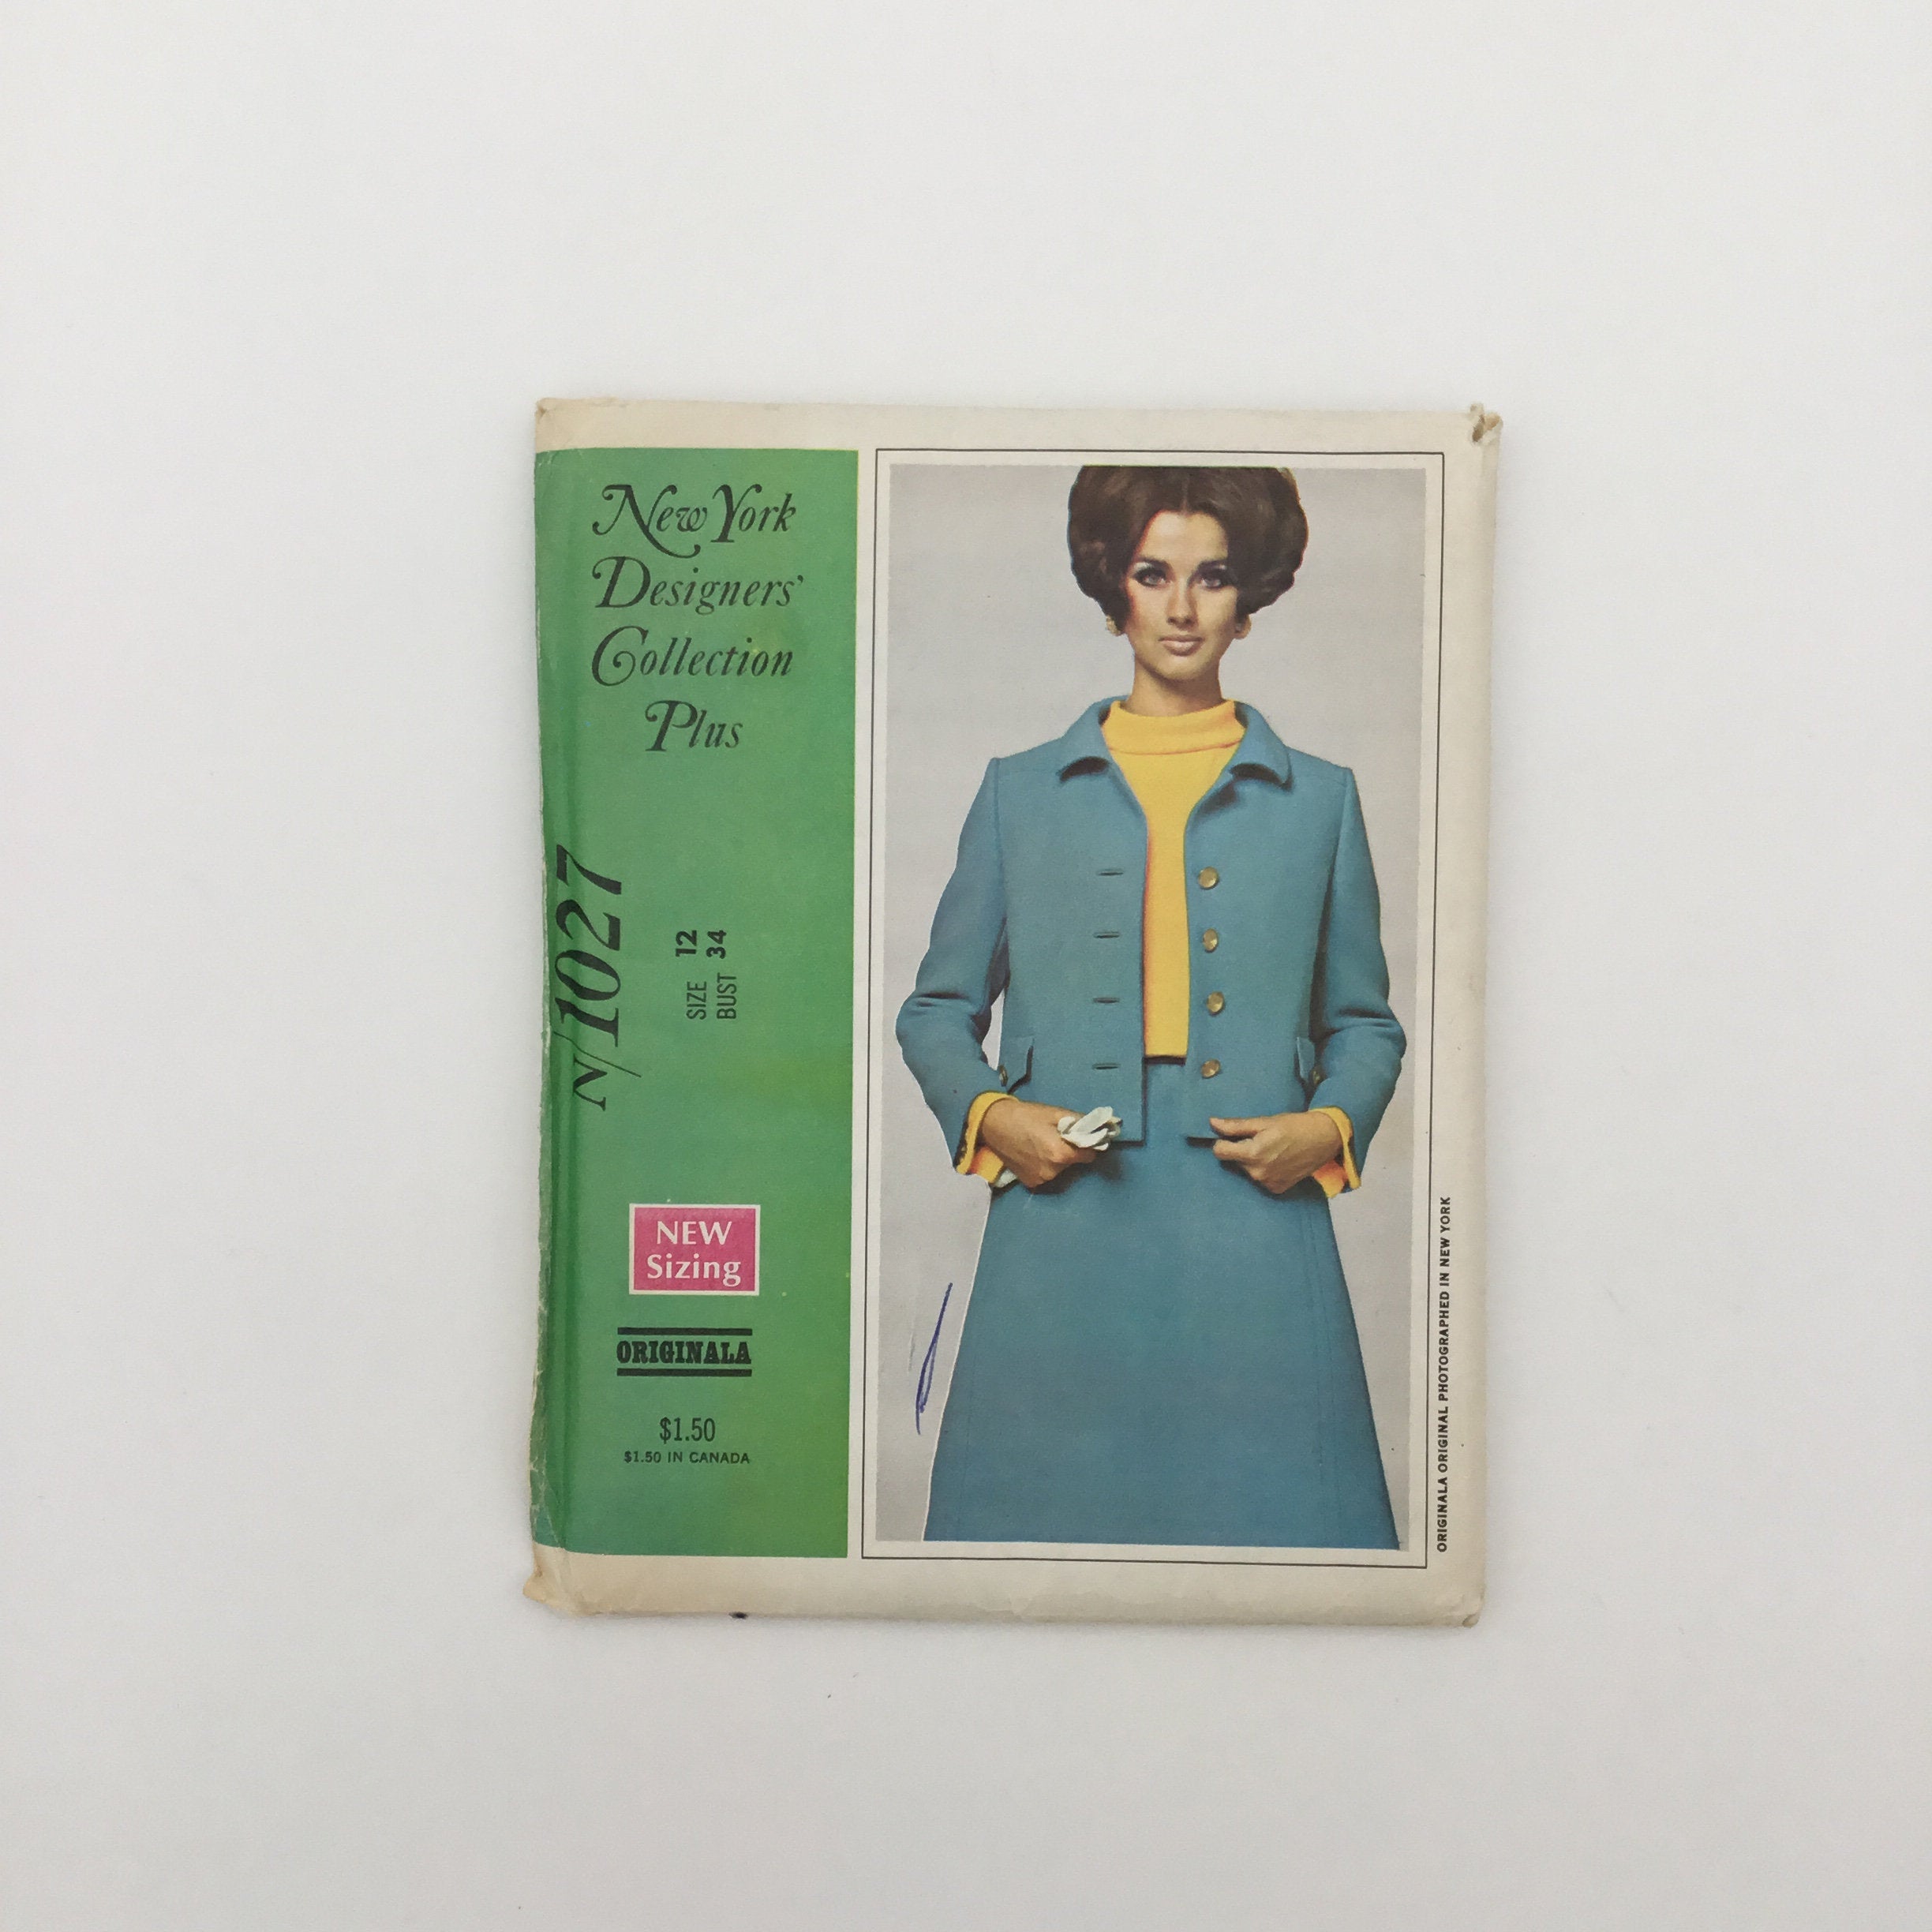 New York
Designers'
Collection
Plus
N/1027
SIZE 12
BUST 34
NEW
Sizing
ORIGINALA
$1.50
$1.50 IN CANADA
ORIGINALA ORIGINAL PHOTOGRAPHED IN NEW YORK